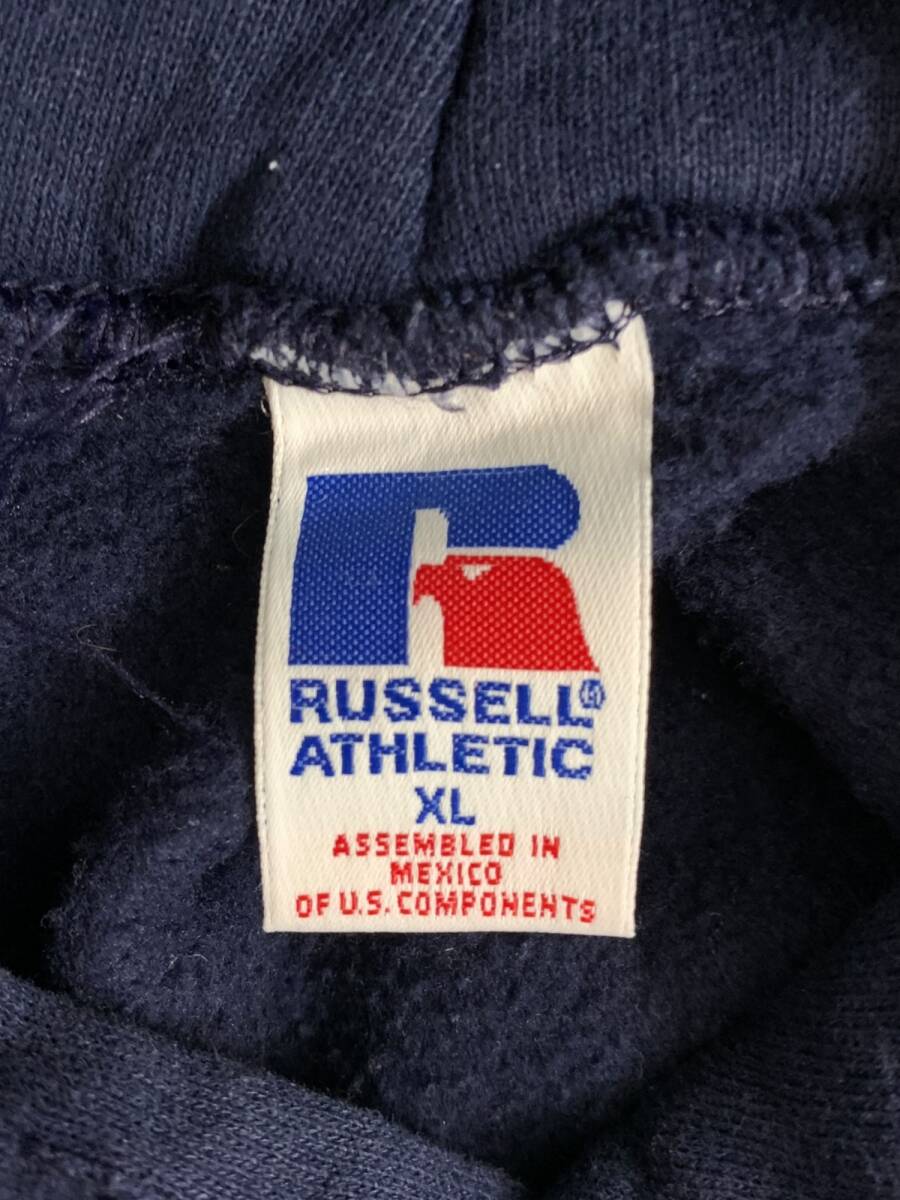 RUSSELL®
ATHLETIC
XL
ASSEMBLED IN
MEXICO
OF U.S. COMPONENTS